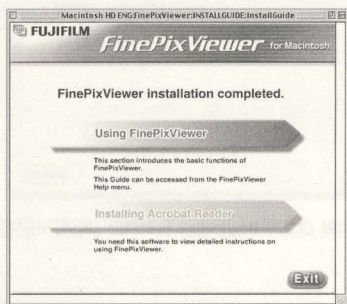 Macintosh HD ENG:FinePixViewer:INSTALLGUIDE:InstallGuide
FUJIFILM
FinePixViewer for Macintosh
FinePixViewer installation completed.
Using FinePixViewer
This section introduces the basic functions of
FinePixViewer.
This Guide can be accessed from the FinePixViewer
Help menu.
Installing Acrobat Reader
You need this software to view detailed instructions on
using FinePixViewer.
Exit